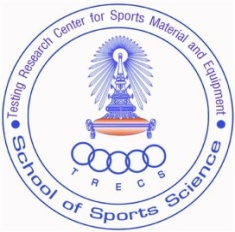 Testing Research Center for Sports Material and Equipment
TRECS
School of Sports Science